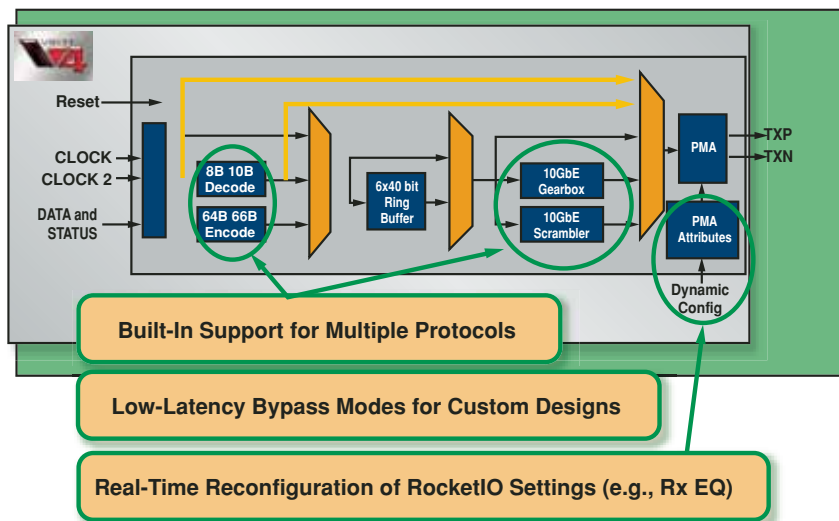 V4
Reset
CLOCK
CLOCK 2
DATA and
STATUS
8B 10B
Decode
64B 66B
Encode
6x40 bit
Ring
Buffer
10GbE
Gearbox
10GbE
Scrambler
PMA
TXP
TXN
PMA
Attributes
Dynamic
Config
Built-In Support for Multiple Protocols
Low-Latency Bypass Modes for Custom Designs
Real-Time Reconfiguration of RocketIO Settings (e.g., Rx EQ)